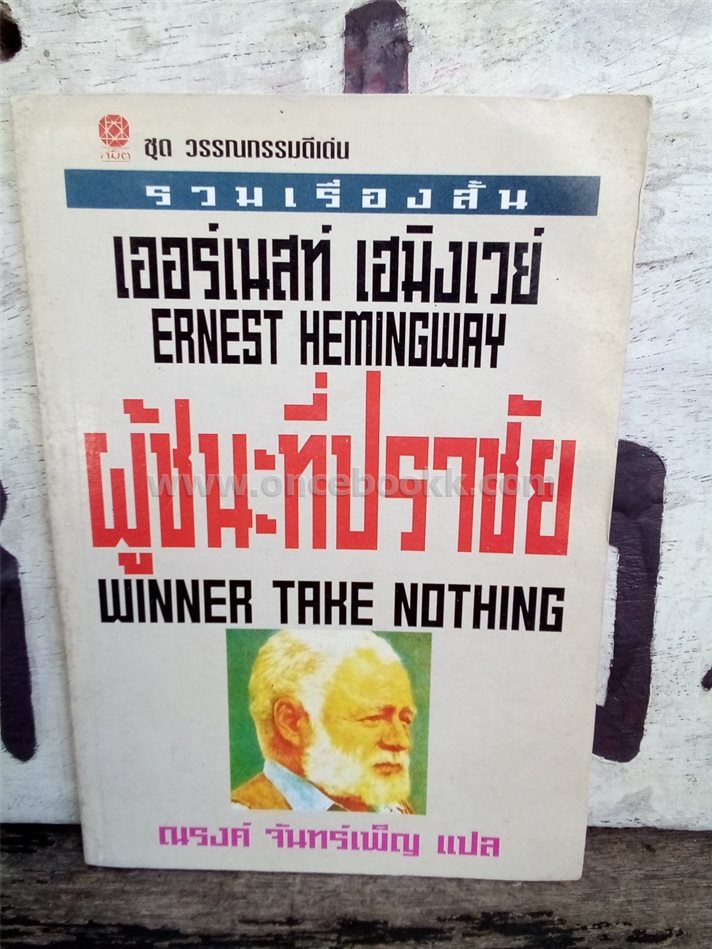 ภมิต
ชุด วรรณกรรมดีเด่น
รวมเรื่องสั้น
เออร์เนสท์ เฮมิงเวย์
ERNEST HEMINGWAY
ผู้ชนะที่ปราชัย
www.oncebookk.com
WINNER TAKE NOTHING
ณรงค์ จันทร์เพ็ญ แปล